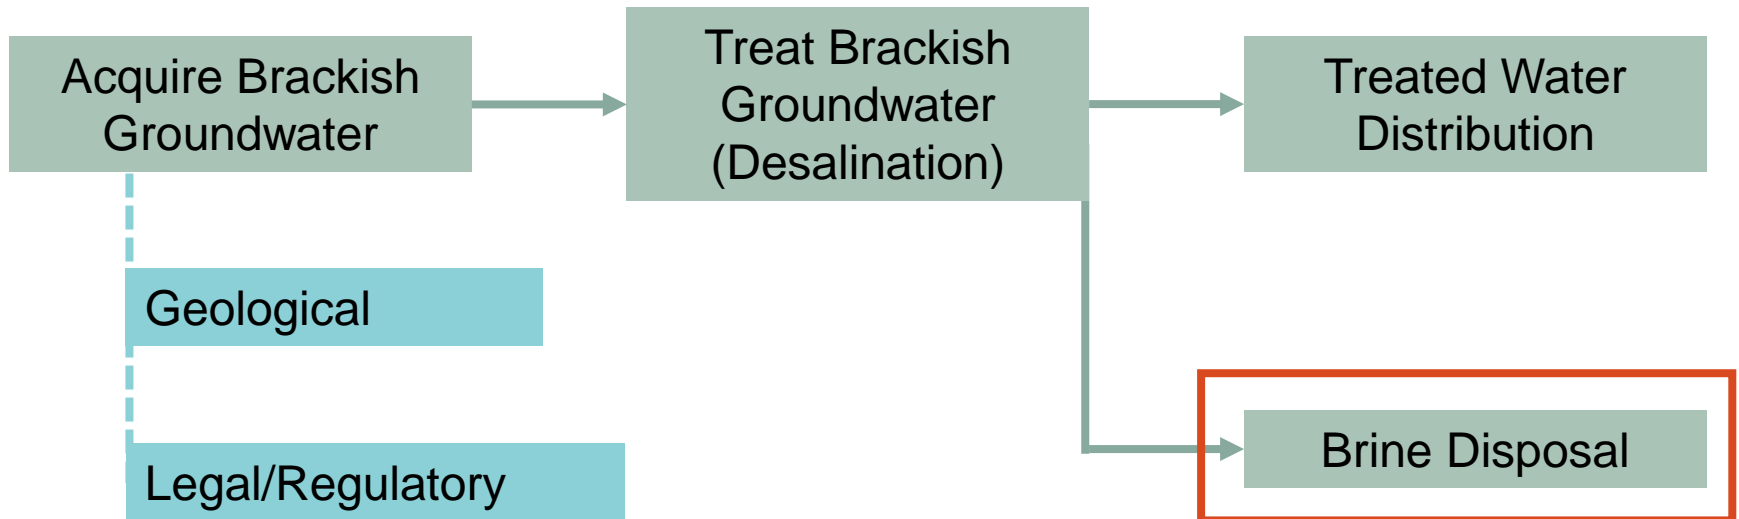 Acquire Brackish
Groundwater
Treat Brackish
Groundwater
(Desalination)
Treated Water
Distribution
Geological
Legal/Regulatory
Brine Disposal